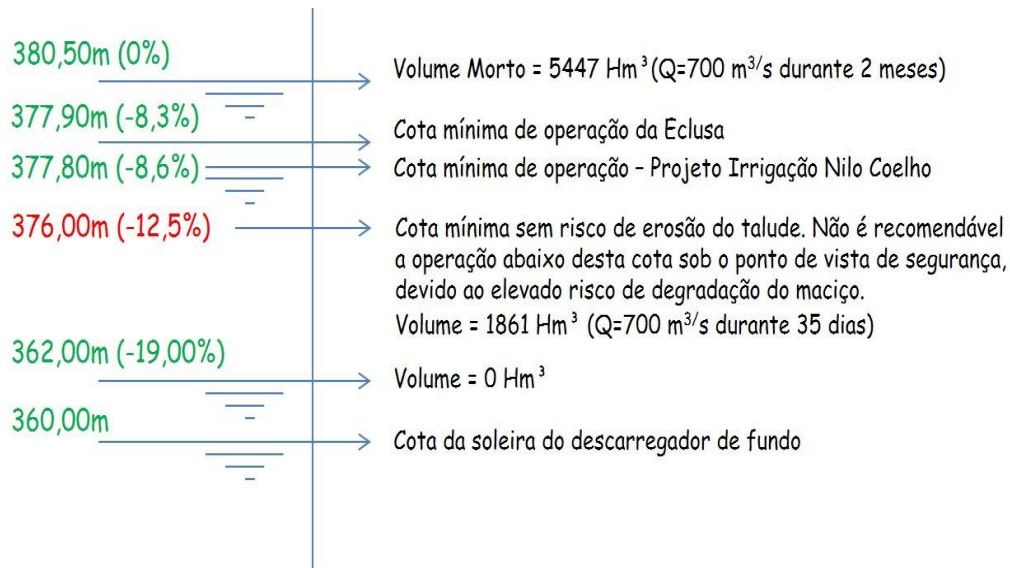 380,50m (0%)
Volume Morto = 5447 Hm³ (Q=700 m³/s durante 2 meses)
377,90m (-8,3%)
Cota mínima de operação da Eclusa
377,80m (-8,6%)
Cota mínima de operação – Projeto Irrigação Nilo Coelho
376,00m (-12,5%)
Cota mínima sem risco de erosão do talude. Não é recomendável
a operação abaixo desta cota sob o ponto de vista de segurança,
devido ao elevado risco de degradação do maciço.
Volume = 1861 Hm³ (Q=700 m³/s durante 35 dias)
362,00m (-19,00%)
Volume = 0 Hm³
360,00m
Cota da soleira do descarregador de fundo